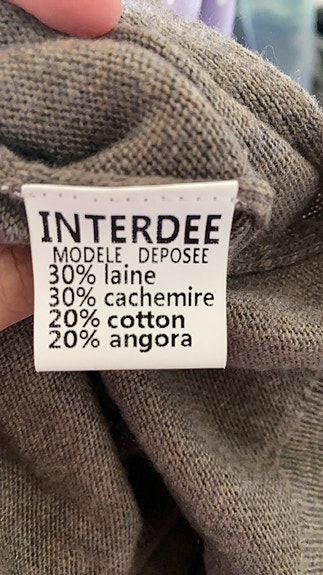 INTERDEE
MODELE, DEPOSEE
30% laine
30% cachemire
20% cotton
20% angora